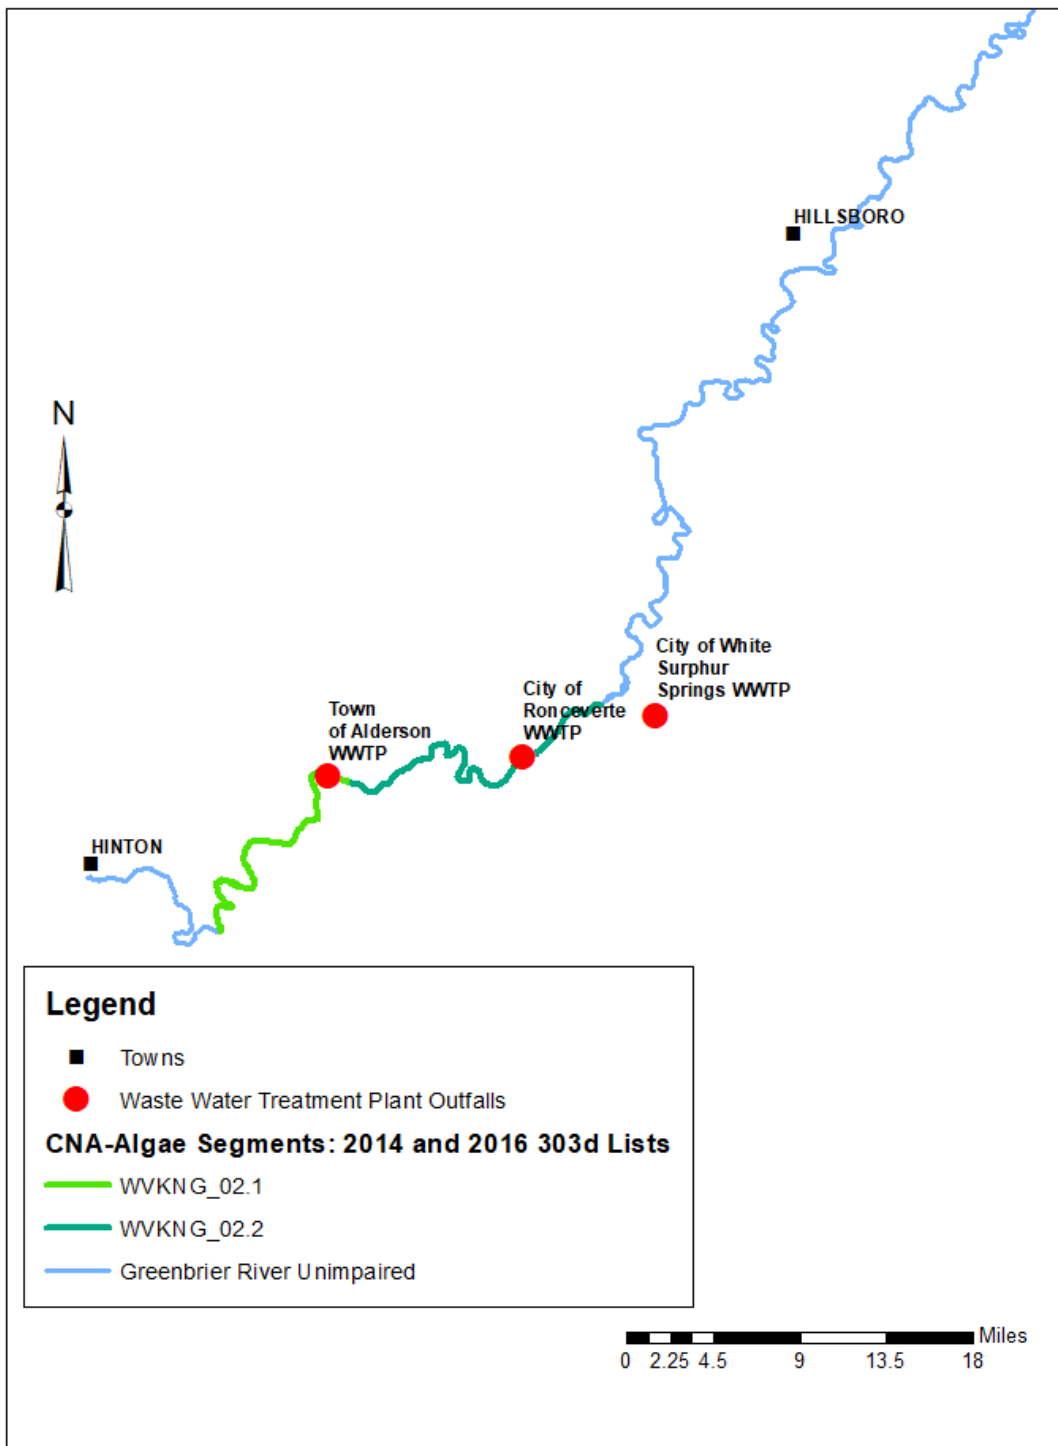 HILLSBORO
N
City of White
Surphur
Springs WWTP
City of
Ronceverte
WWTP
Town
of Alderson
WWTP
HINTON
Legend
Towns
Waste Water Treatment Plant Outfalls
CNA-Algae Segments: 2014 and 2016 303d Lists
WVKNG_02.1
WVKNG_02.2
Greenbrier River Unimpaired
Miles
0 2.25 4.5 9 13.5 18